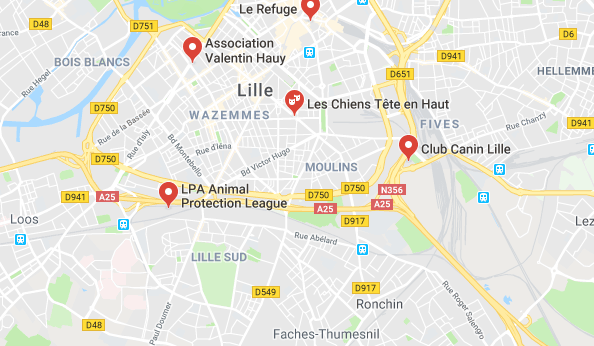 Le Refuge
D48
D751
Association
Valentin Hauy
BOIS BLANCS
D941
D6
D651
HELLEMME
Rue Hegel
Lille
Les Chiens Tête en Haut
D750
WAZEMMES
FIVES
Rue Chanzy
D941
Rue de la Bassée
Rue d'Isly
Bd Montebello
Rue d'Iéna
Bd Victor Hugo
Club Canin Lille
D750
MOULINS
LPA Animal
Protection League
D941
A25
D750
D750
N356
A25
A25
D917
Loos
Lez
Rue Abélard
LILLE SUD
D549
D917
Rue Roger Salengro
Ronchin
D48
Paul Doumer
Faches-Thumesnil